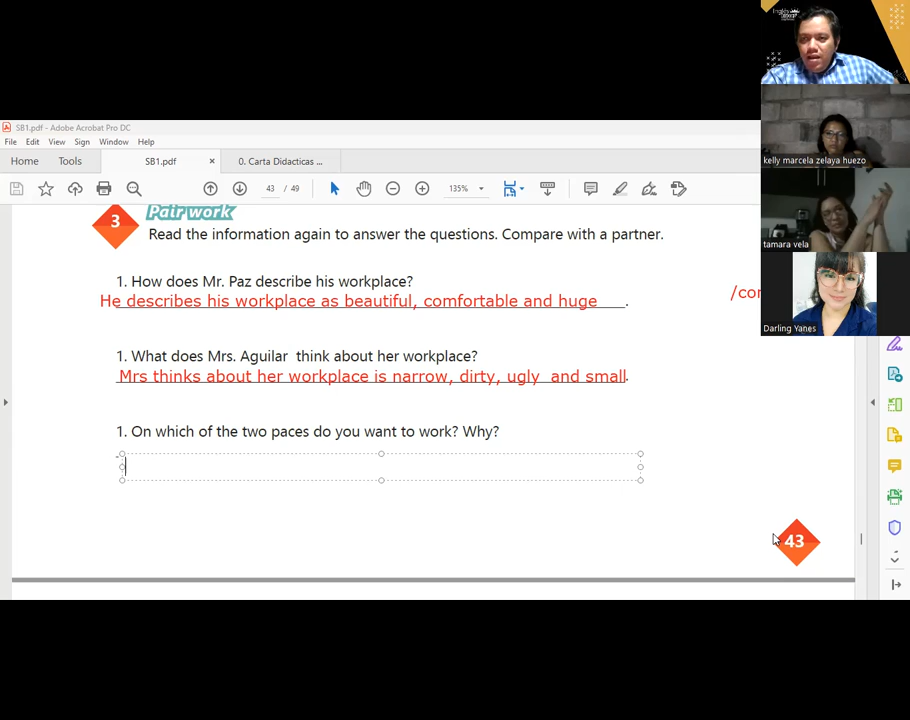 Inglés
kelly marcela zelaya huezo
tamara vela
Darling Yanes
SB1.pdf - Adobe Acrobat Pro DC
File Edit View Sign Window Help
Home Tools SB1.pdf × 0. Carta Didacticas ...
43 / 49 135%
3 Pair work
Read the information again to answer the questions. Compare with a partner.
1. How does Mr. Paz describe his workplace?
He describes his workplace as beautiful, comfortable and huge .
/cor
1. What does Mrs. Aguilar think about her workplace?
Mrs thinks about her workplace is narrow, dirty, ugly and small.
1. On which of the two paces do you want to work? Why?
43